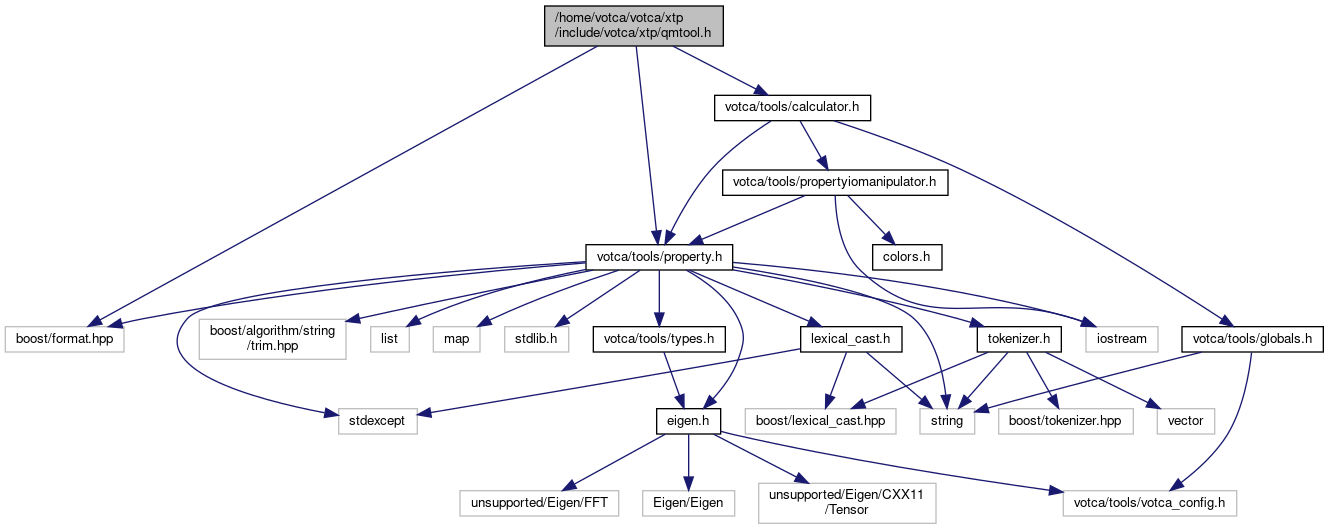 /home/votca/votca/xtp
/include/votca/xtp/qmtool.h
votca/tools/calculator.h
votca/tools/propertyiomanipulator.h
votca/tools/property.h
colors.h
boost/format.hpp
boost/algorithm/string
/trim.hpp
list
map
stdlib.h
votca/tools/types.h
lexical_cast.h
tokenizer.h
iostream
votca/tools/globals.h
stdexcept
eigen.h
boost/lexical_cast.hpp
string
boost/tokenizer.hpp
vector
unsupported/Eigen/FFT
Eigen/Eigen
unsupported/Eigen/CXX11
/Tensor
votca/tools/votca_config.h